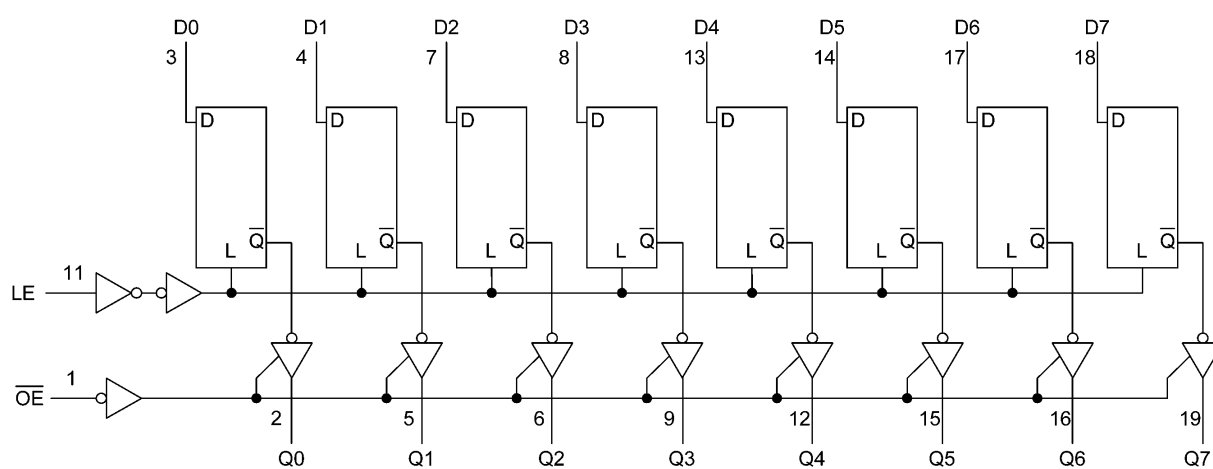 D0 D1 D2 D3 D4 D5 D6 D7
3 4 7 8 13 14 17 18
D D D D D D D D
Q̅ Q̅ Q̅ Q̅ Q̅ Q̅ Q̅ Q̅
L L L L L L L L
11
LE
1
O̅E̅
2 5 6 9 12 15 16 19
Q0 Q1 Q2 Q3 Q4 Q5 Q6 Q7